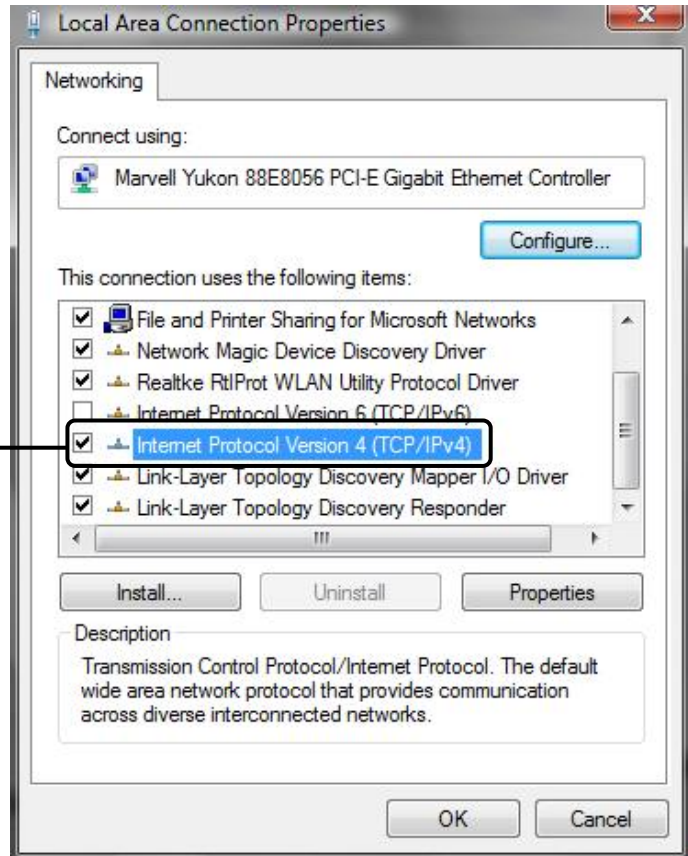 Local Area Connection Properties
Networking
Connect using:
Marvell Yukon 88E8056 PCI-E Gigabit Ethernet Controller
Configure...
This connection uses the following items:
File and Printer Sharing for Microsoft Networks
Network Magic Device Discovery Driver
Realtke RtlProt WLAN Utility Protocol Driver
Internet Protocol Version 6 (TCP/IPv6)
Internet Protocol Version 4 (TCP/IPv4)
Link-Layer Topology Discovery Mapper I/O Driver
Link-Layer Topology Discovery Responder
Install...
Uninstall
Properties
Description
Transmission Control Protocol/Internet Protocol. The default
wide area network protocol that provides communication
across diverse interconnected networks.
OK
Cancel